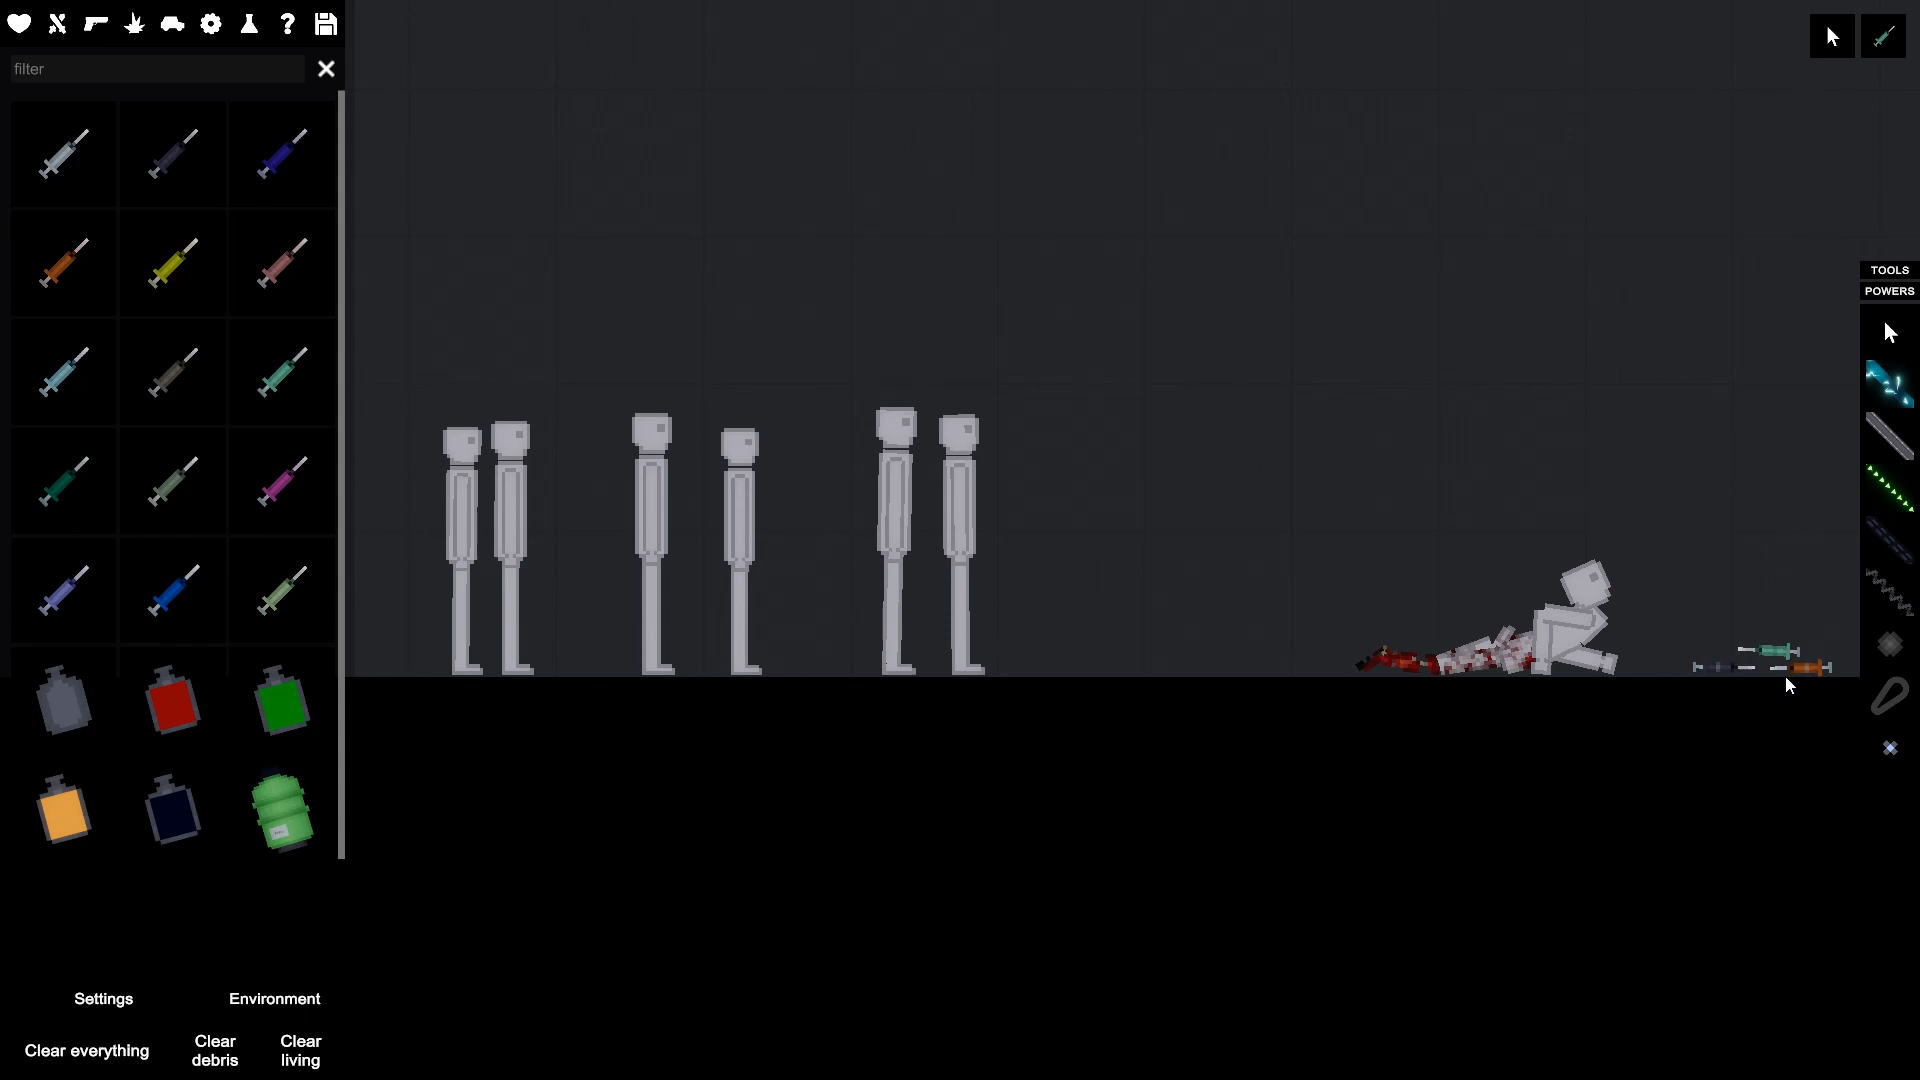 filter
TOOLS
POWERS
Settings
Environment
Clear everything
Clear
debris
Clear
living